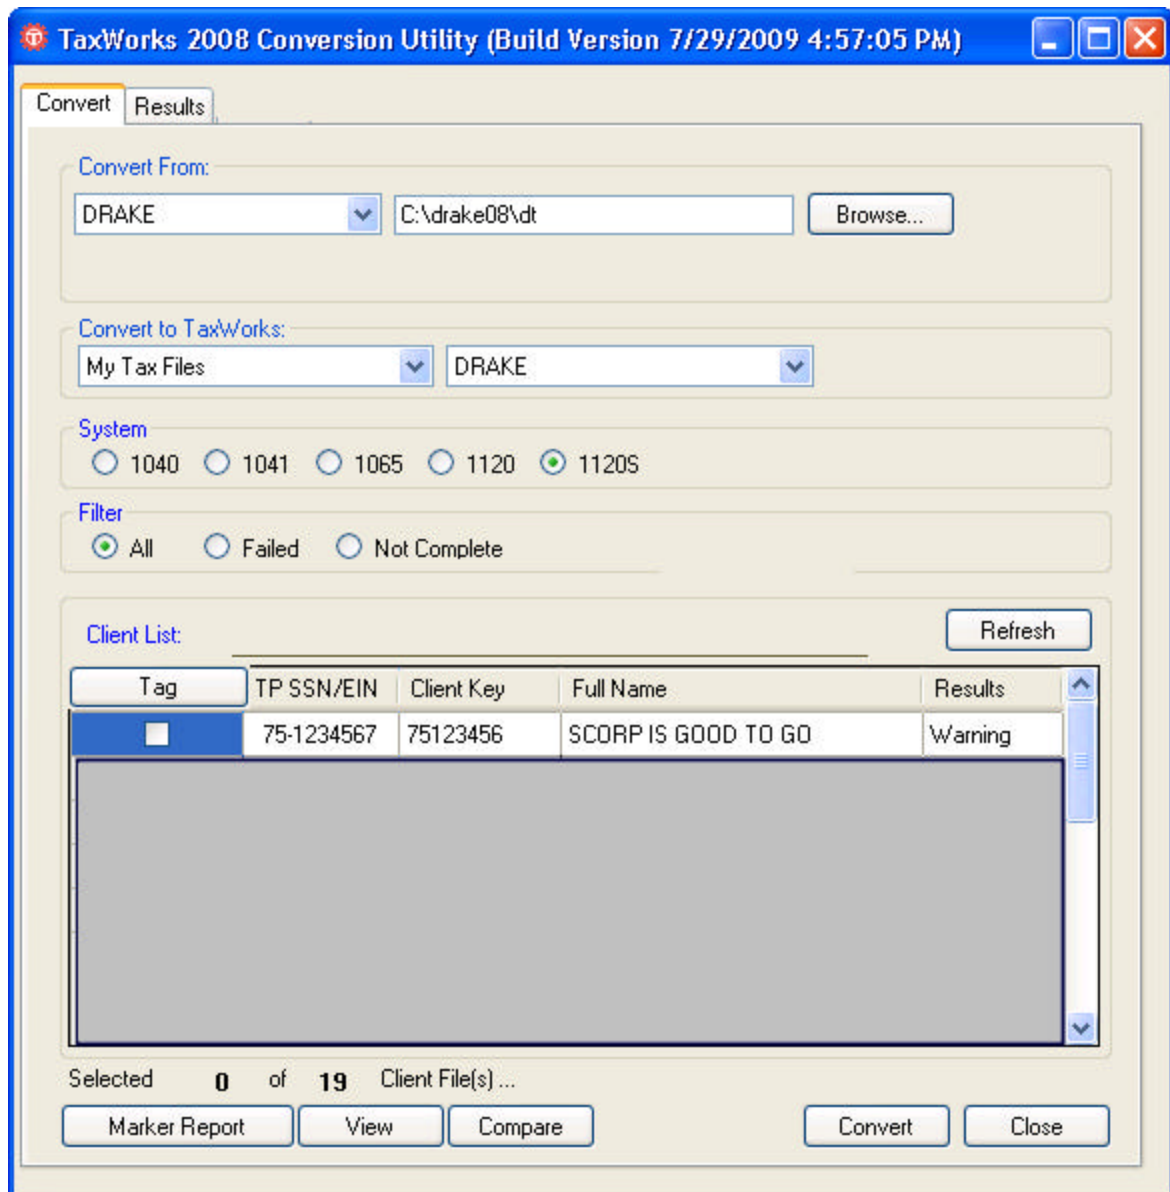 TaxWorks 2008 Conversion Utility (Build Version 7/29/2009 4:57:05 PM)
Convert Results
Convert From:
DRAKE C:\drake08\dt Browse...
Convert to TaxWorks:
My Tax Files DRAKE
System
1040 1041 1065 1120 1120S
Filter
All Failed Not Complete
Client List: Refresh
Tag TP SSN/EIN Client Key Full Name Results
75-1234567 75123456 SCORP IS GOOD TO GO Warning
Selected 0 of 19 Client File(s) ...
Marker Report View Compare Convert Close